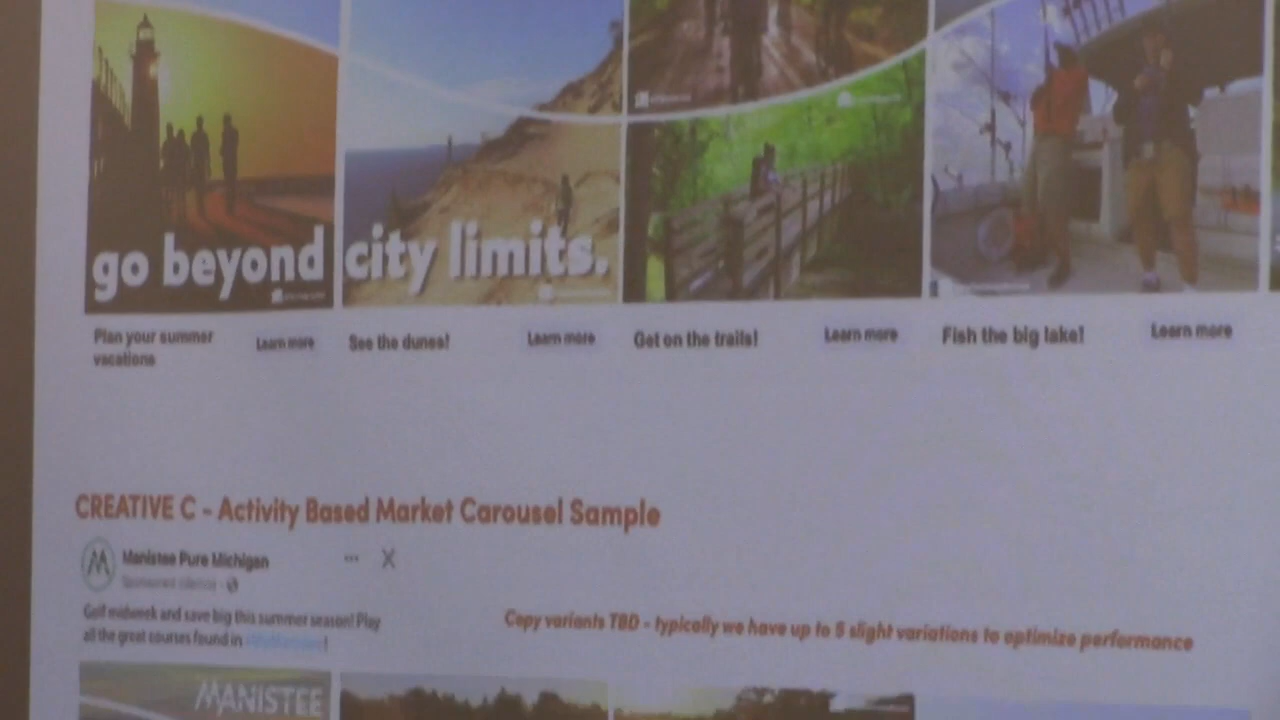 go beyond city limits.
Plan your summer vacations
Learn more
See the dunes!
Learn more
Get on the trails!
Learn more
Fish the big lake!
Learn more
CREATIVE C - Activity Based Market Carousel Sample
Manistee Pure Michigan
... X
Golf midweek and save big this summer season! Play
all the great courses found in
Copy variants TBD - typically we have up to 5 slight variations to optimize performance
MANISTEE